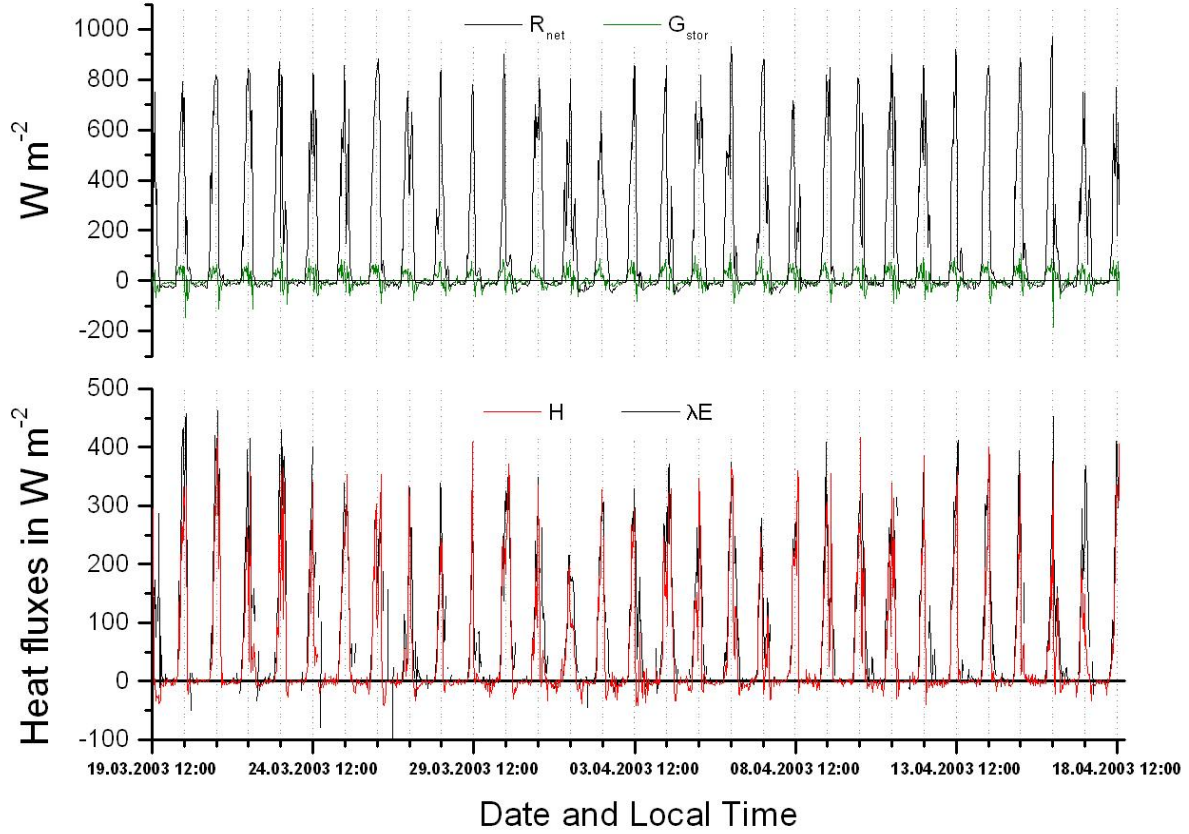 R_net G_stor
1000
800
600
400
200
0
-200
W m⁻²
H λE
500
400
300
200
100
0
-100
Heat fluxes in W m⁻²
19.03.2003 12:00 24.03.2003 12:00 29.03.2003 12:00 03.04.2003 12:00 08.04.2003 12:00 13.04.2003 12:00 18.04.2003 12:00
Date and Local Time